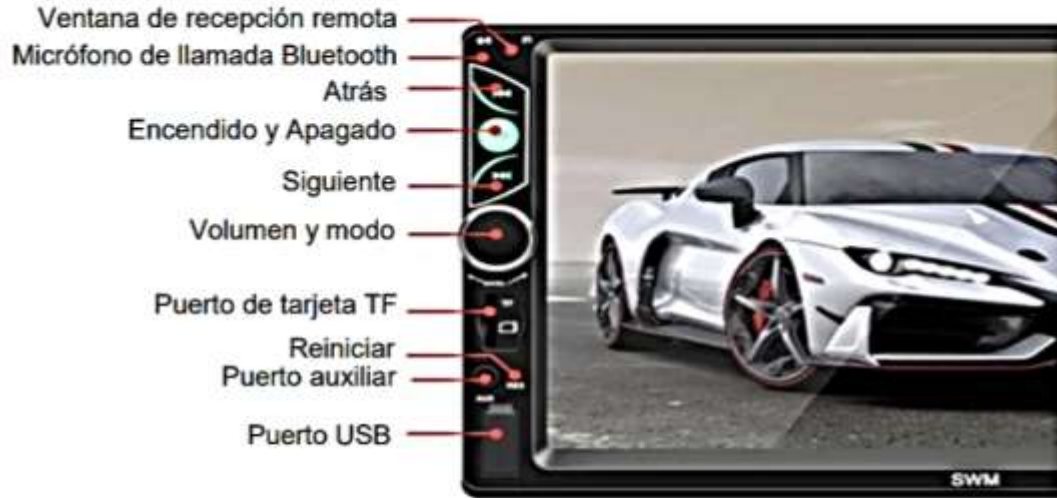 Ventana de recepción remota
Micrófono de llamada Bluetooth
Atrás
Encendido y Apagado
Siguiente
Volumen y modo
Puerto de tarjeta TF
Reiniciar
Puerto auxiliar
AUX
Puerto USB
SWM